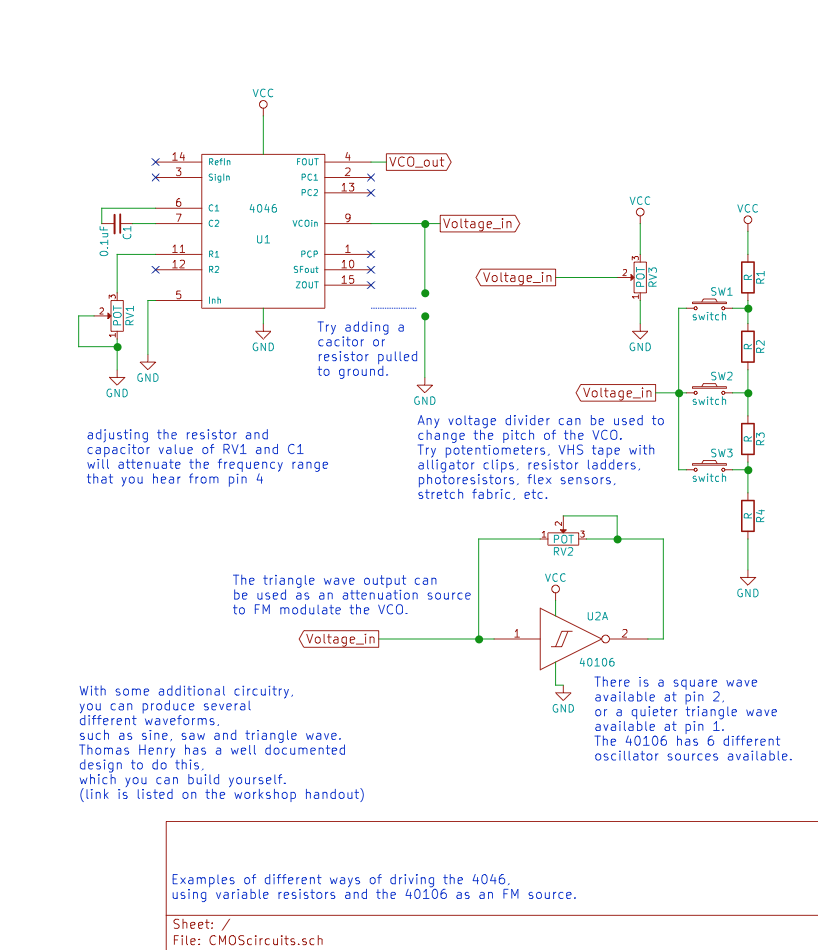 VCC
14 RefIn FOUT 4 VCO_out
3 SigIn PC1 2
PC2 13
6 C1 4046
7 C2 VCOin 9 Voltage_in
U1
0.1uF C1
11 R1 PCP 1
12 R2 SFout 10
ZOUT 15
5 Inh
3 2 POT RV1 1
GND
GND
GND
GND
Try adding a
cacitor or
resistor pulled
to ground.
VCC
Voltage_in 2 3 POT RV3 1
GND
VCC
R R1
SW1
switch
R R2
Voltage_in
SW2
switch
R R3
SW3
switch
R R4
GND
adjusting the resistor and
capacitor value of RV1 and C1
will attenuate the frequency range
that you hear from pin 4
Any voltage divider can be used to
change the pitch of the VCO.
Try potentiometers, VHS tape with
alligator clips, resistor ladders,
photoresistors, flex sensors,
stretch fabric, etc.
2
1 POT 3
RV2
The triangle wave output can
be used as an attenuation source
to FM modulate the VCO.
VCC
U2A
Voltage_in 1 2
40106
GND
There is a square wave
available at pin 2,
or a quieter triangle wave
available at pin 1.
The 40106 has 6 different
oscillator sources available.
With some additional circuitry,
you can produce several
different waveforms,
such as sine, saw and triangle wave.
Thomas Henry has a well documented
design to do this,
which you can build yourself.
(link is listed on the workshop handout)
Examples of different ways of driving the 4046,
using variable resistors and the 40106 as an FM source.
Sheet: /
File: CMOScircuits.sch